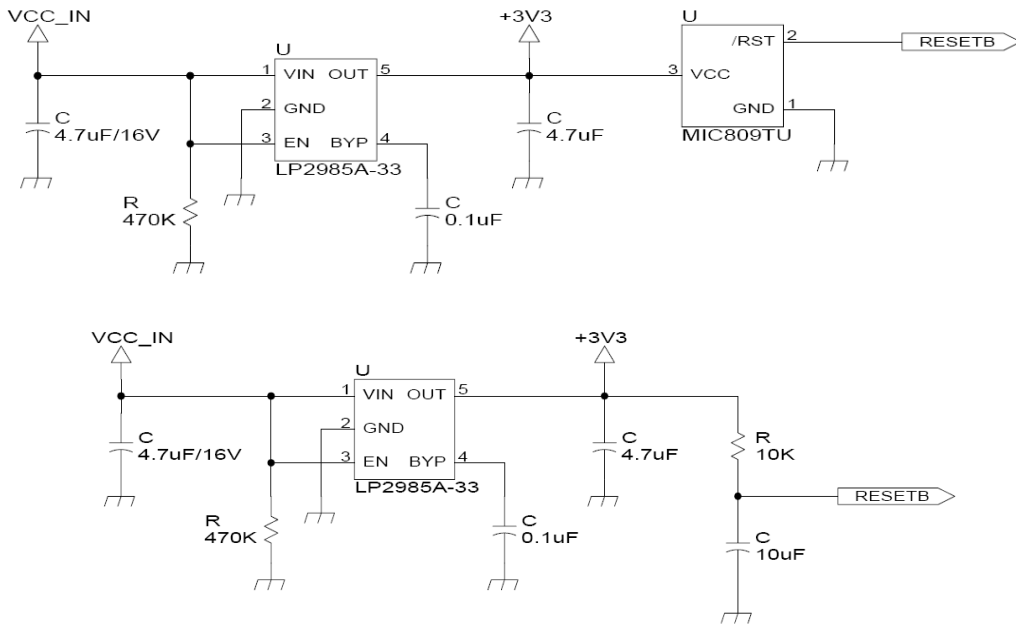 VCC_IN
+3V3
U
U
1 VIN OUT 5
2 GND
3 EN BYP 4
LP2985A-33
C
4.7uF/16V
R
470K
C
0.1uF
C
4.7uF
/RST 2
RESETB
3 VCC
GND 1
MIC809TU
VCC_IN
+3V3
U
1 VIN OUT 5
2 GND
3 EN BYP 4
LP2985A-33
C
4.7uF/16V
R
470K
C
0.1uF
C
4.7uF
R
10K
RESETB
C
10uF